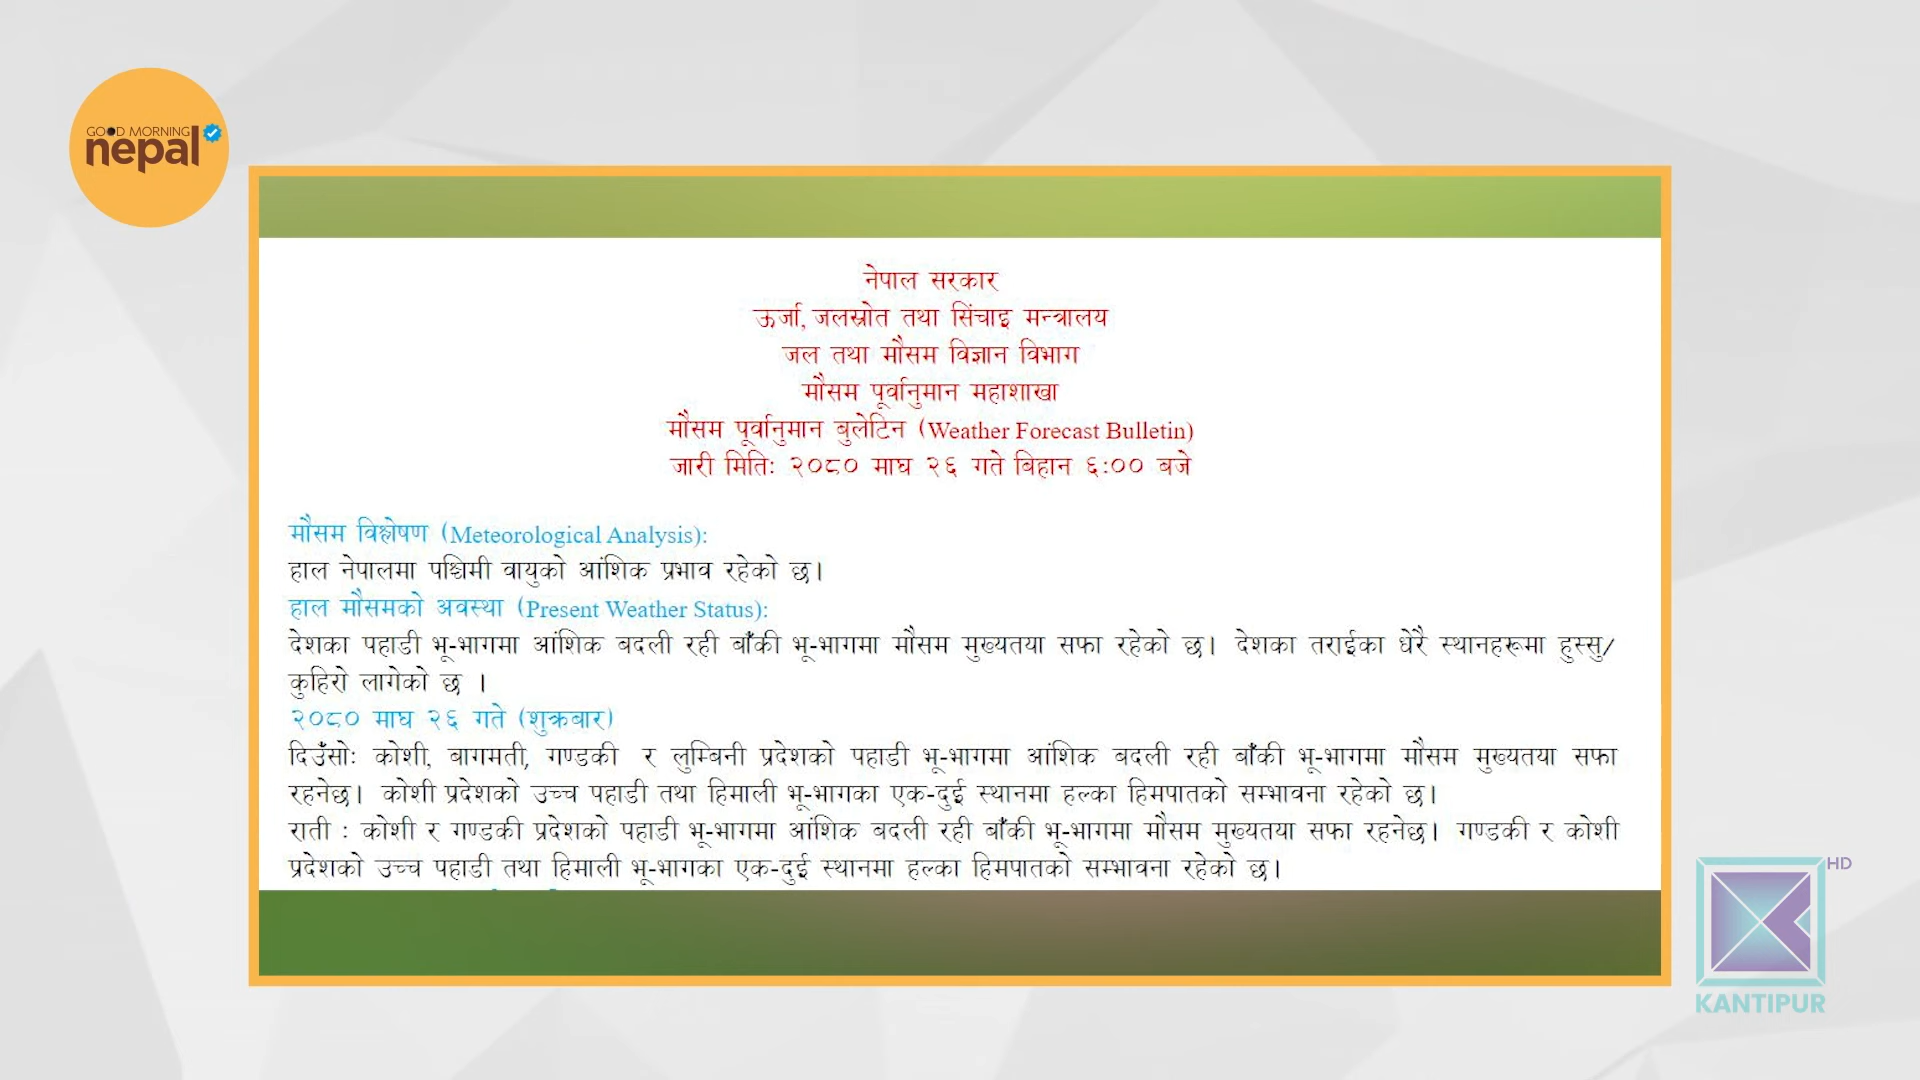 GOOD MORNING
nepal
नेपाल सरकार
ऊर्जा, जलस्रोत तथा सिंचाइ मन्त्रालय
जल तथा मौसम विज्ञान विभाग
मौसम पूर्वानुमान महाशाखा
मौसम पूर्वानुमान बुलेटिन (Weather Forecast Bulletin)
जारी मितिः २०८० माघ २६ गते बिहान ६:०० बजे
मौसम विश्लेषण (Meteorological Analysis):
हाल नेपालमा पश्चिमी वायुको आंशिक प्रभाव रहेको छ।
हाल मौसमको अवस्था (Present Weather Status):
देशका पहाडी भू-भागमा आंशिक बदली रही बाँकी भू-भागमा मौसम मुख्यतया सफा रहेको छ। देशका तराईका धेरै स्थानहरूमा हुस्सु/
कुहिरो लागेको छ ।
२०८० माघ २६ गते (शुक्रबार)
दिउँसोः कोशी, बागमती, गण्डकी र लुम्बिनी प्रदेशको पहाडी भू-भागमा आंशिक बदली रही बाँकी भू-भागमा मौसम मुख्यतया सफा
रहनेछ। कोशी प्रदेशको उच्च पहाडी तथा हिमाली भू-भागका एक-दुई स्थानमा हल्का हिमपातको सम्भावना रहेको छ।
राती : कोशी र गण्डकी प्रदेशको पहाडी भू-भागमा आंशिक बदली रही बाँकी भू-भागमा मौसम मुख्यतया सफा रहनेछ। गण्डकी र कोशी
प्रदेशको उच्च पहाडी तथा हिमाली भू-भागका एक-दुई स्थानमा हल्का हिमपातको सम्भावना रहेको छ।
HD
KANTIPUR